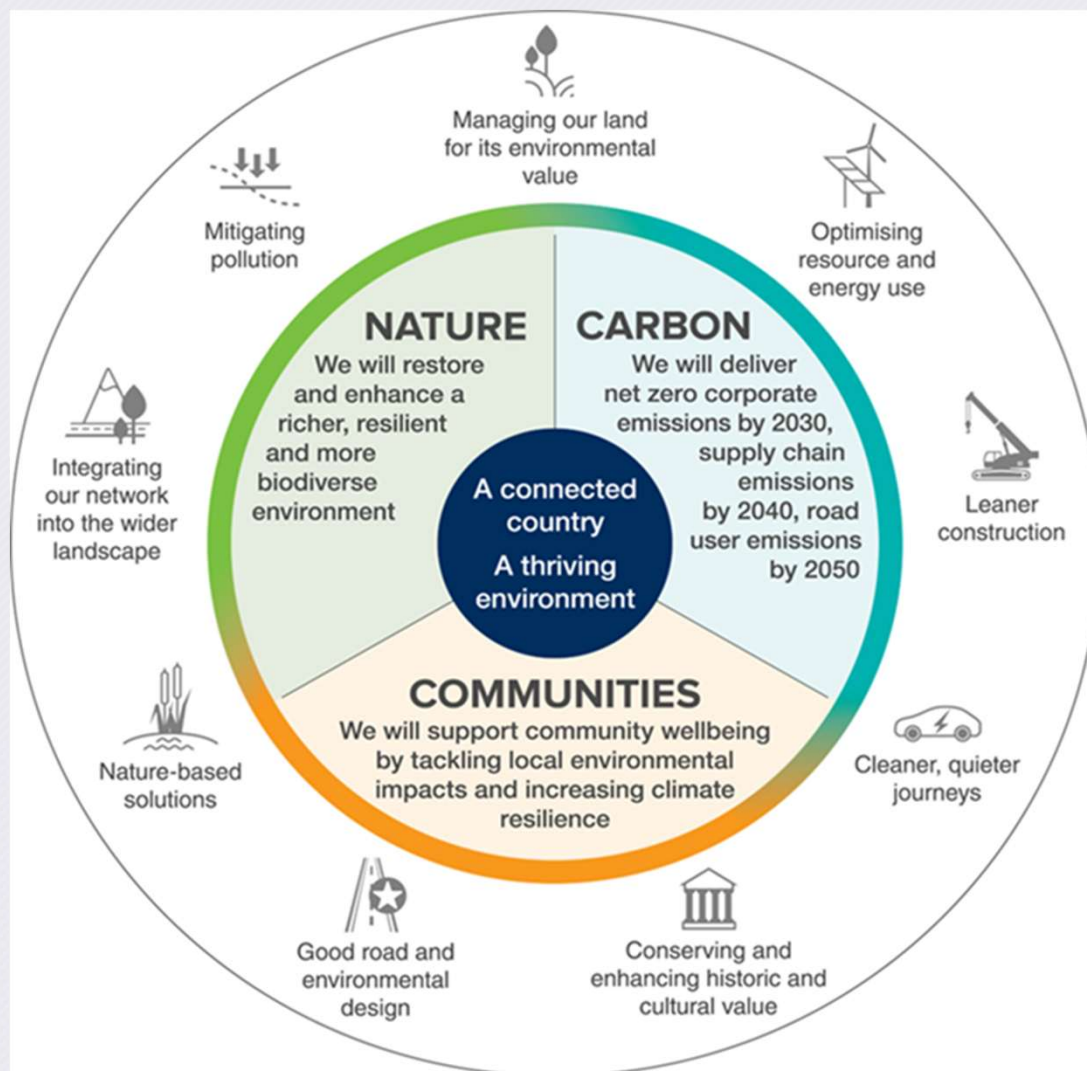 Managing our land
for its environmental
value
Optimising
resource and
energy use
Leaner
construction
Cleaner, quieter
journeys
Conserving and
enhancing historic and
cultural value
Good road and
environmental
design
Nature-based
solutions
Integrating
our network
into the wider
landscape
Mitigating
pollution
NATURE
We will restore
and enhance a
richer, resilient
and more
biodiverse
environment
CARBON
We will deliver
net zero corporate
emissions by 2030,
supply chain
emissions
by 2040, road
user emissions
by 2050
COMMUNITIES
We will support community wellbeing
by tackling local environmental
impacts and increasing climate
resilience
A connected
country
A thriving
environment